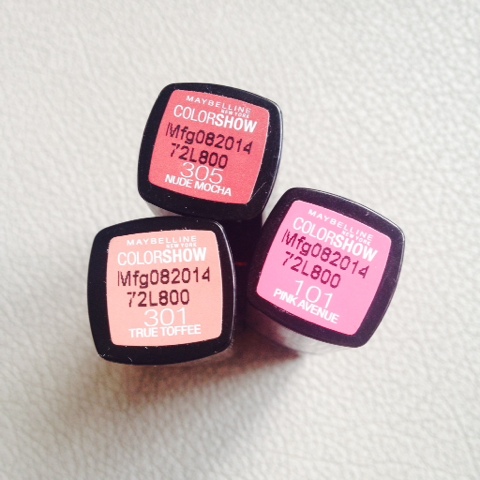 MAYBELLINE
NEW YORK
COLORSHOW
Mfg082014
72L800
305
NUDE MOCHA
MAYBELLINE
NEW YORK
COLORSHOW
Mfg082014
72L800
301
TRUE TOFFEE
MAYBELLINE
NEW YORK
COLORSHOW
Mfg082014
72L800
101
PINK AVENUE